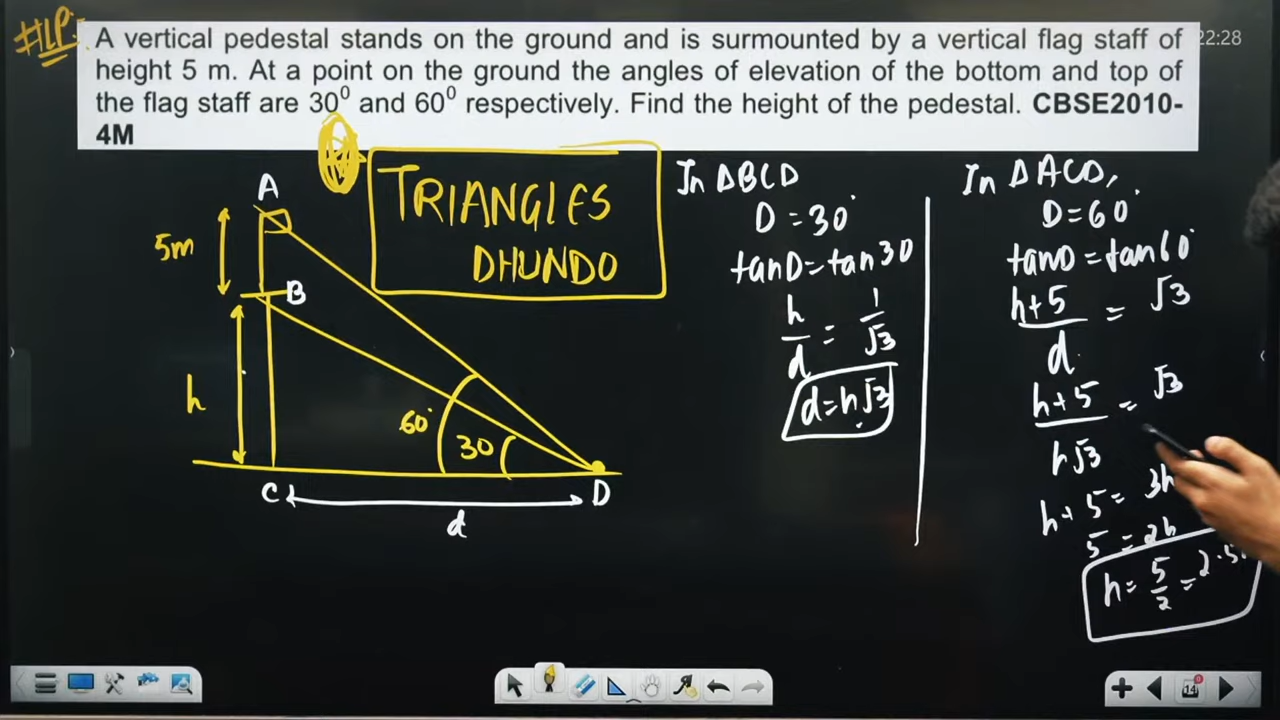 #ILP:
A vertical pedestal stands on the ground and is surmounted by a vertical flag staff of
height 5 m. At a point on the ground the angles of elevation of the bottom and top of
the flag staff are 30⁰ and 60⁰ respectively. Find the height of the pedestal. CBSE2010-
4M
22:28
TRIANGLES
DHUNDO
A
5m
B
h
60°
30
C
D
d
In ΔBCD
D = 30°
tanD = tan30
h/d = 1/√3
d = h√3
In ΔACD,
D = 60°
tanD = tan60°
h+5/d = √3
h+5/h√3 = √3
h + 5 = 3h
5 = 2h
h = 5/2 = 2.5
14